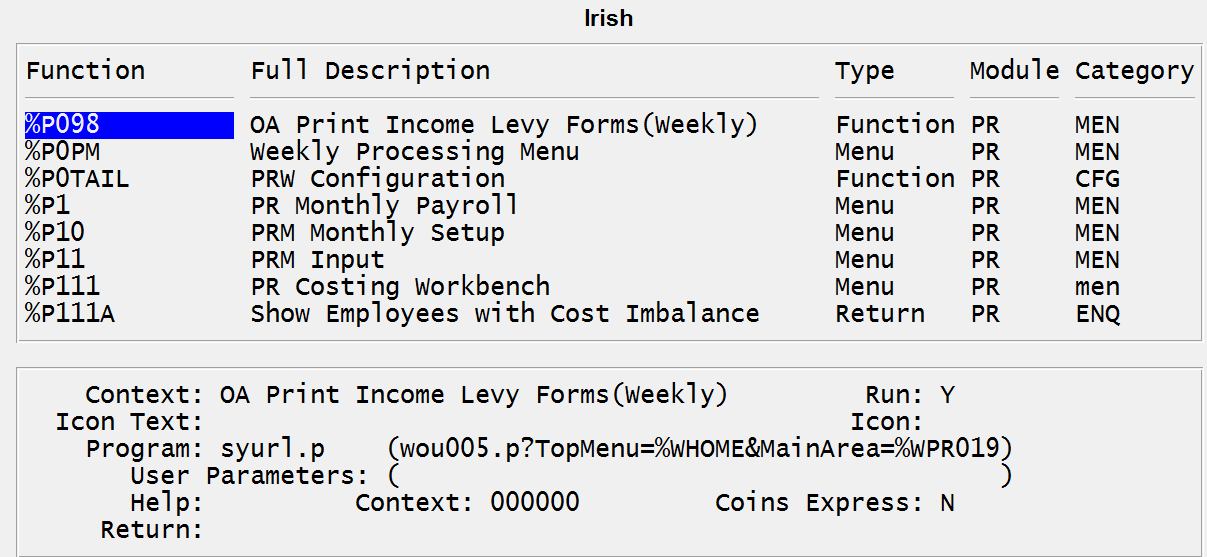 Irish
Function Full Description Type Module Category
%P098 OA Print Income Levy Forms(Weekly) Function PR MEN
%P0PM Weekly Processing Menu Menu PR MEN
%P0TAIL PRW Configuration Function PR CFG
%P1 PR Monthly Payroll Menu PR MEN
%P10 PRM Monthly Setup Menu PR MEN
%P11 PRM Input Menu PR MEN
%P111 PR Costing Workbench Menu PR men
%P111A Show Employees with Cost Imbalance Return PR ENQ
Context: OA Print Income Levy Forms(Weekly) Run: Y
Icon Text: Icon:
Program: syurl.p (wou005.p?TopMenu=%WHOME&MainArea=%WPR019)
User Parameters: ( )
Help: Context: 000000 Coins Express: N
Return: